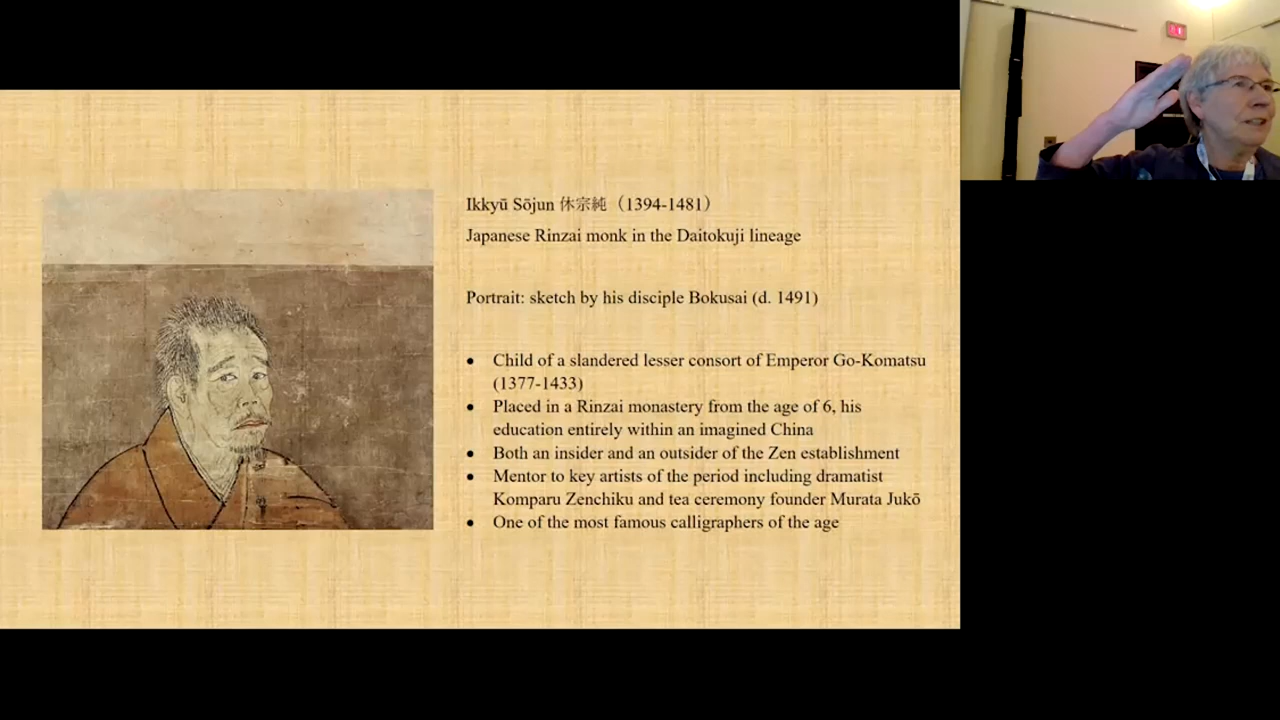 Ikkyū Sōjun 休宗純（1394-1481）
Japanese Rinzai monk in the Daitokuji lineage
Portrait: sketch by his disciple Bokusai (d. 1491)
• Child of a slandered lesser consort of Emperor Go-Komatsu
(1377-1433)
• Placed in a Rinzai monastery from the age of 6, his
education entirely within an imagined China
• Both an insider and an outsider of the Zen establishment
• Mentor to key artists of the period including dramatist
Komparu Zenchiku and tea ceremony founder Murata Jukō
• One of the most famous calligraphers of the age